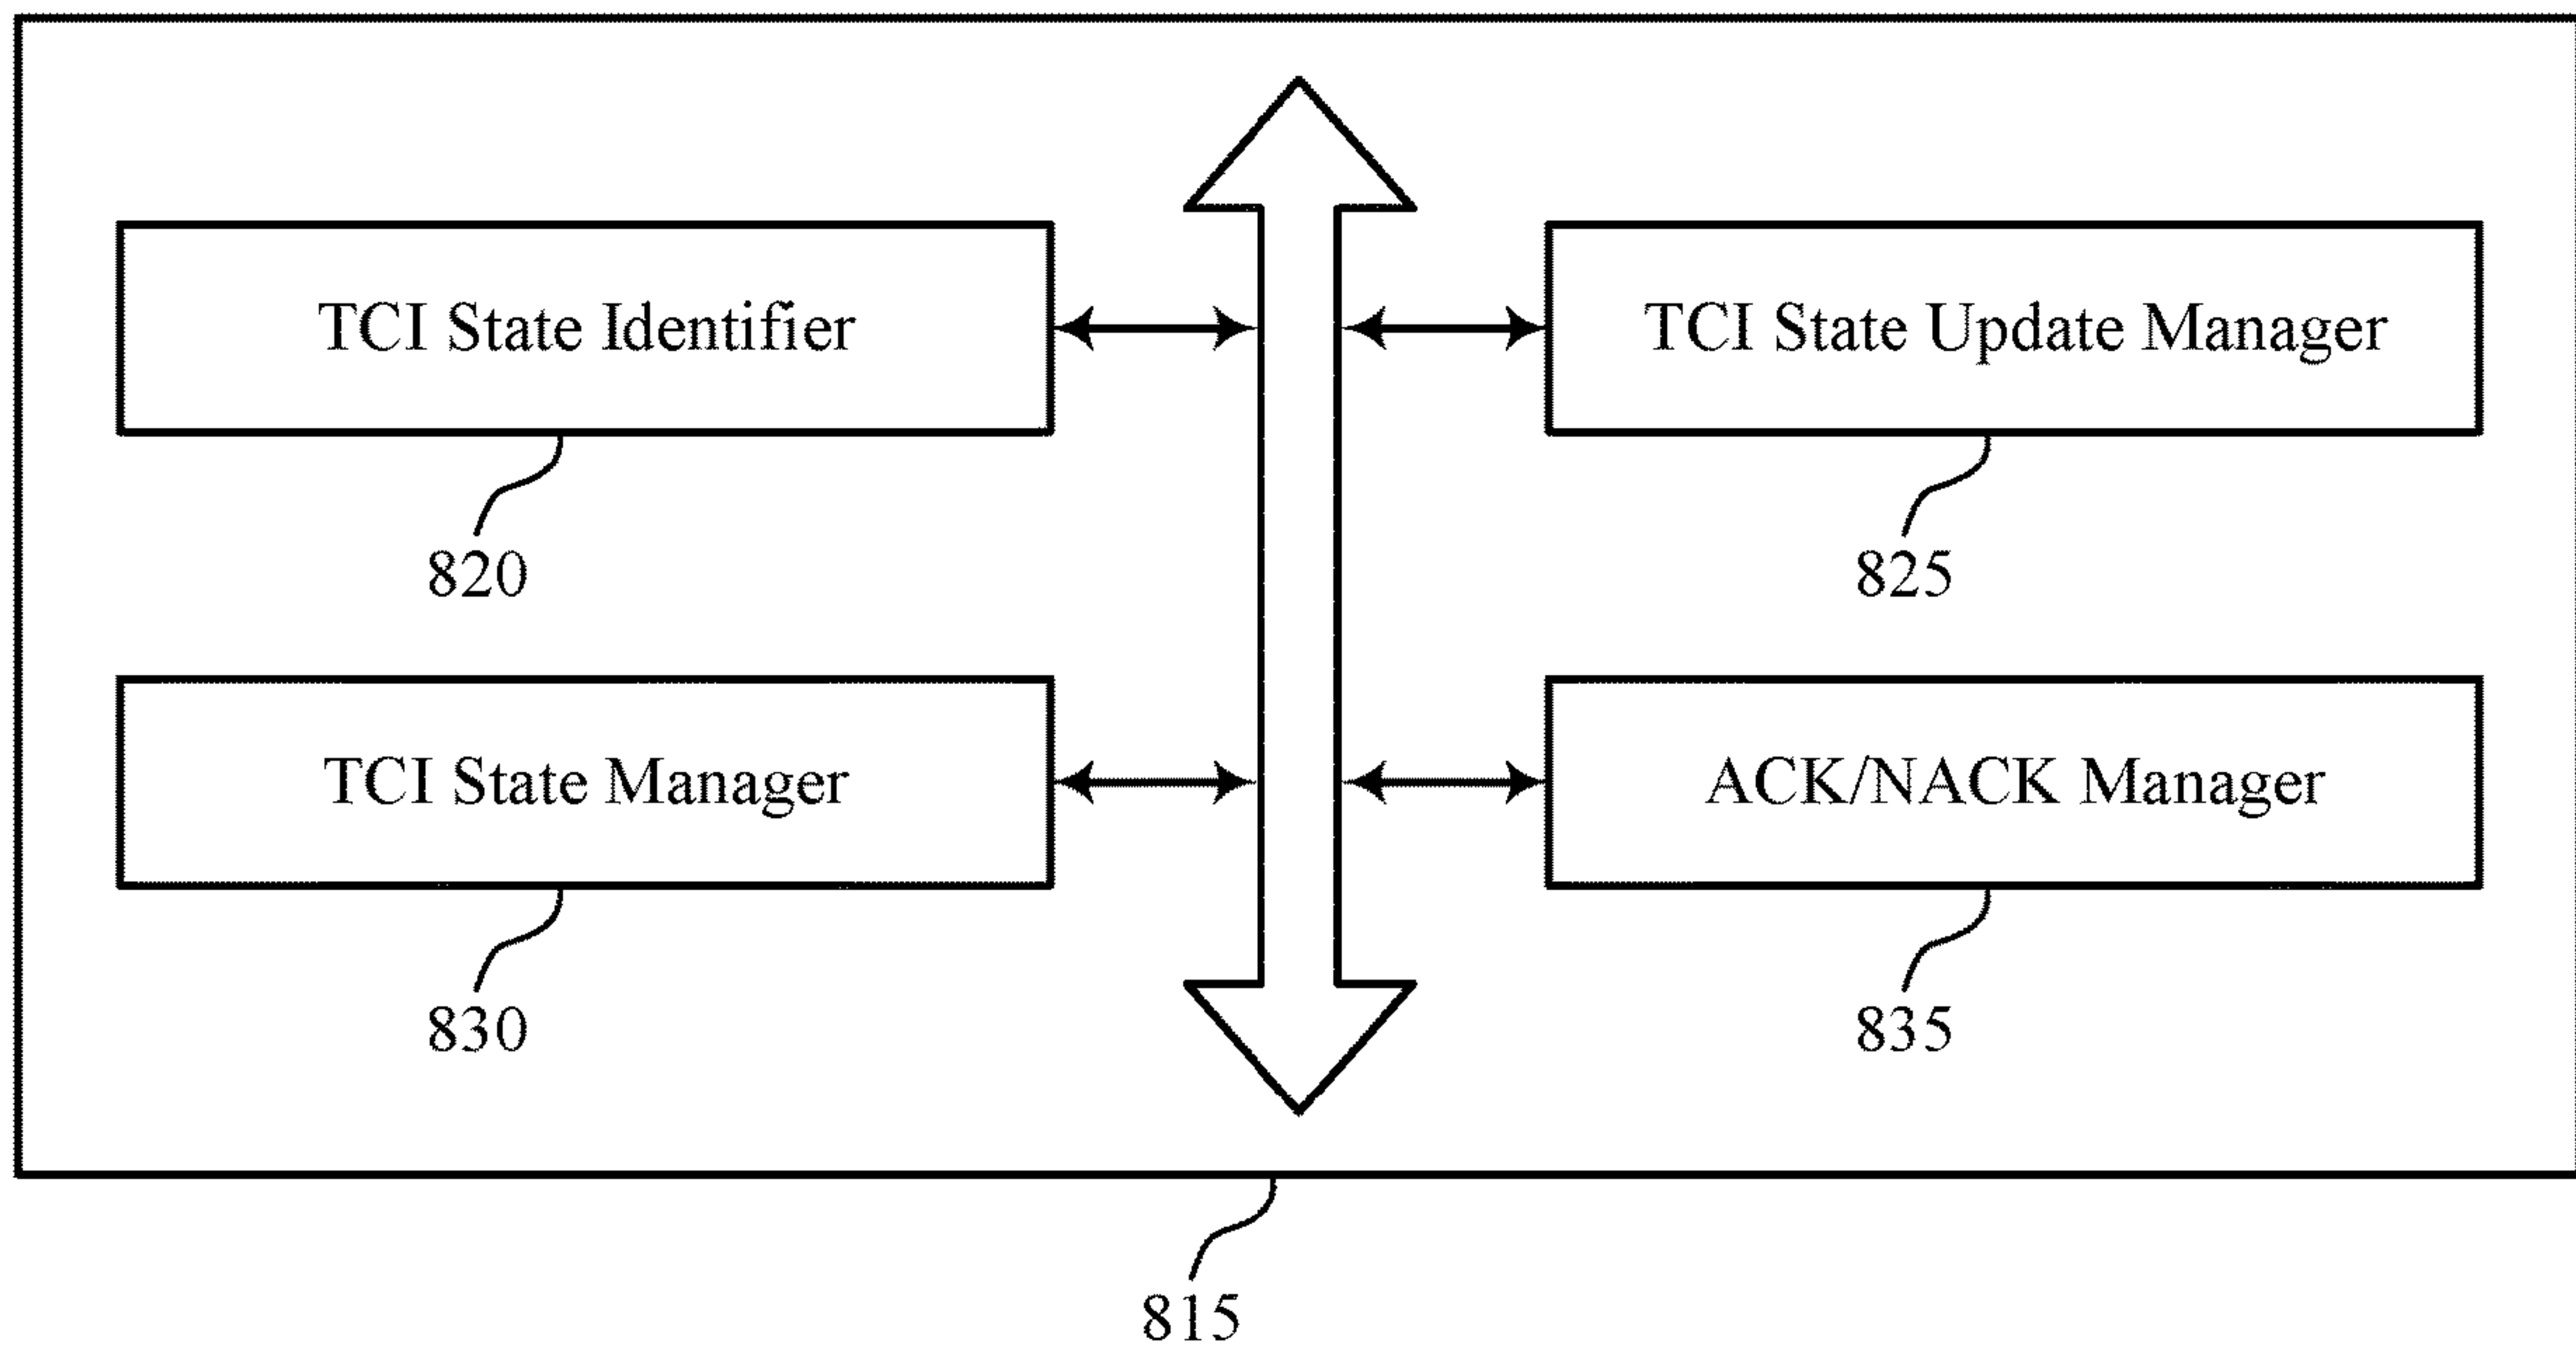 TCI State Identifier
TCI State Update Manager
820
825
TCI State Manager
ACK/NACK Manager
830
835
815